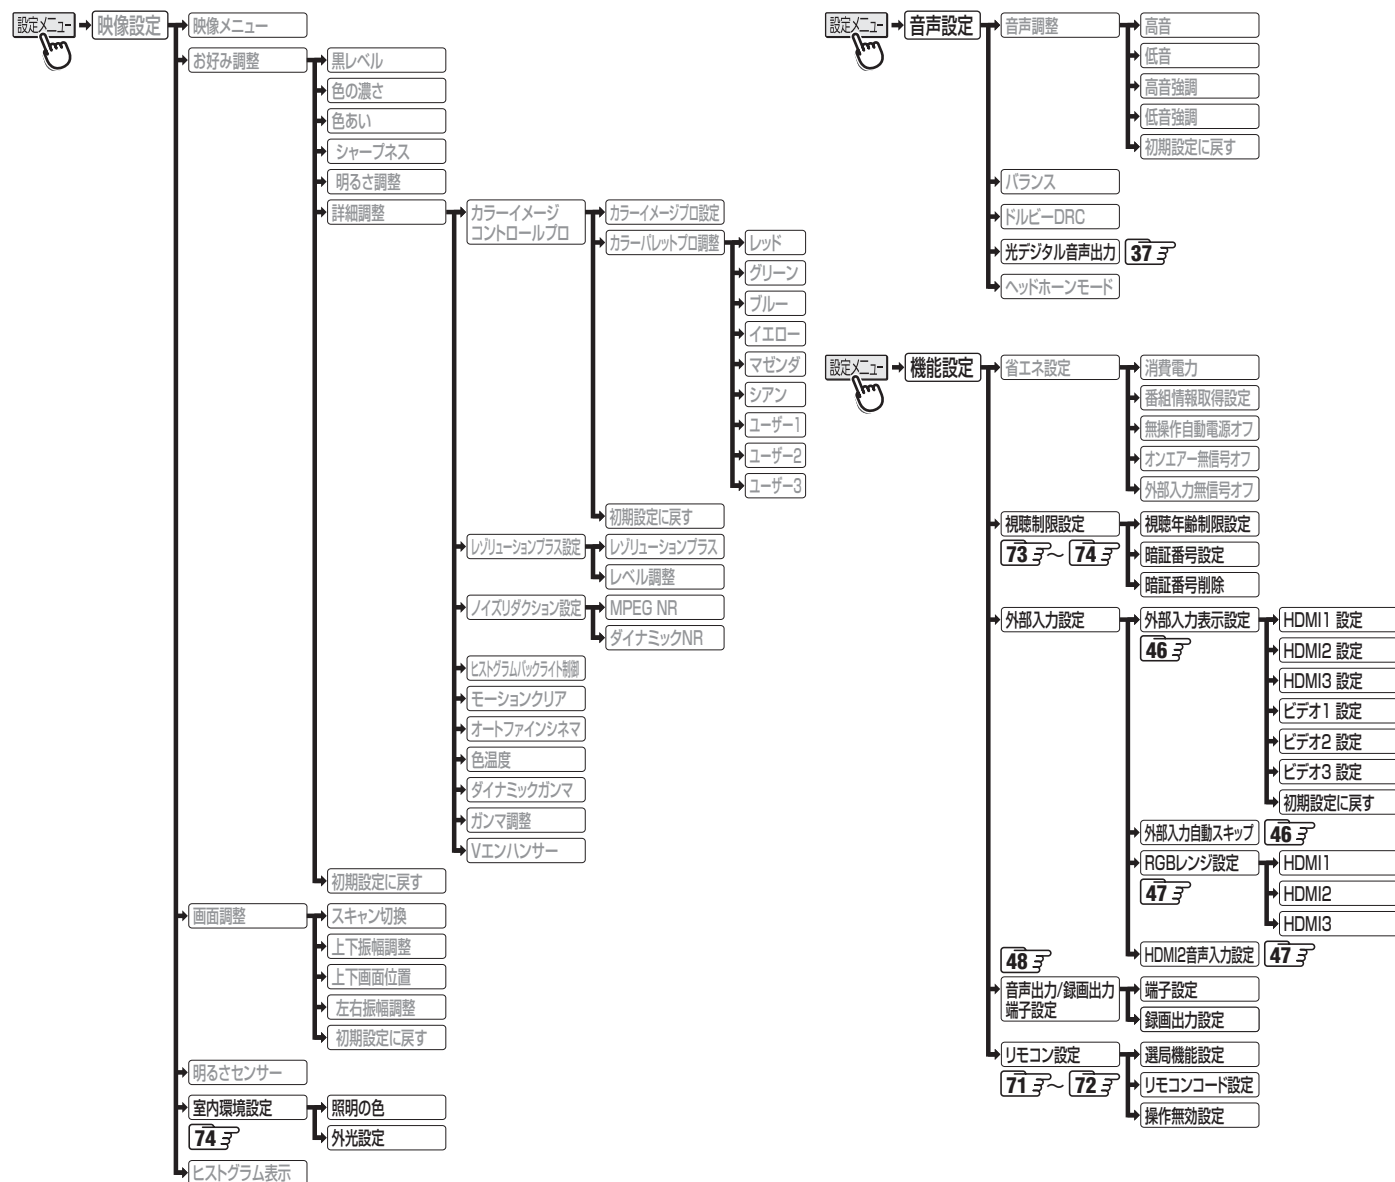 設定メニュー
映像設定
映像メニュー
お好み調整
黒レベル
色の濃さ
色あい
シャープネス
明るさ調整
詳細調整
カラーイメージ
コントロールプロ
カラーイメージプロ設定
カラーパレットプロ調整
レッド
グリーン
ブルー
イエロー
マゼンダ
シアン
ユーザー1
ユーザー2
ユーザー3
初期設定に戻す
レゾリューションプラス設定
レゾリューションプラス
レベル調整
ノイズリダクション設定
MPEG NR
ダイナミックNR
ヒストグラムバックライト制御
モーションクリア
オートファインシネマ
色温度
ダイナミックガンマ
ガンマ調整
Vエンハンサー
初期設定に戻す
画面調整
スキャン切換
上下振幅調整
上下画面位置
左右振幅調整
初期設定に戻す
明るさセンサー
室内環境設定
74
照明の色
外光設定
ヒストグラム表示
設定メニュー
音声設定
音声調整
高音
低音
高音強調
低音強調
初期設定に戻す
バランス
ドルビーDRC
光デジタル音声出力 37
ヘッドホーンモード
設定メニュー
機能設定
省エネ設定
消費電力
番組情報取得設定
無操作自動電源オフ
オンエアー無信号オフ
外部入力無信号オフ
視聴制限設定
73 ~ 74
視聴年齢制限設定
暗証番号設定
暗証番号削除
外部入力設定
外部入力表示設定
46
HDMI1 設定
HDMI2 設定
HDMI3 設定
ビデオ1 設定
ビデオ2 設定
ビデオ3 設定
初期設定に戻す
外部入力自動スキップ 46
RGBレンジ設定
47
HDMI1
HDMI2
HDMI3
HDMI2音声入力設定 47
48
音声出力/録画出力
端子設定
端子設定
録画出力設定
リモコン設定
71 ~ 72
選局機能設定
リモコンコード設定
操作無効設定